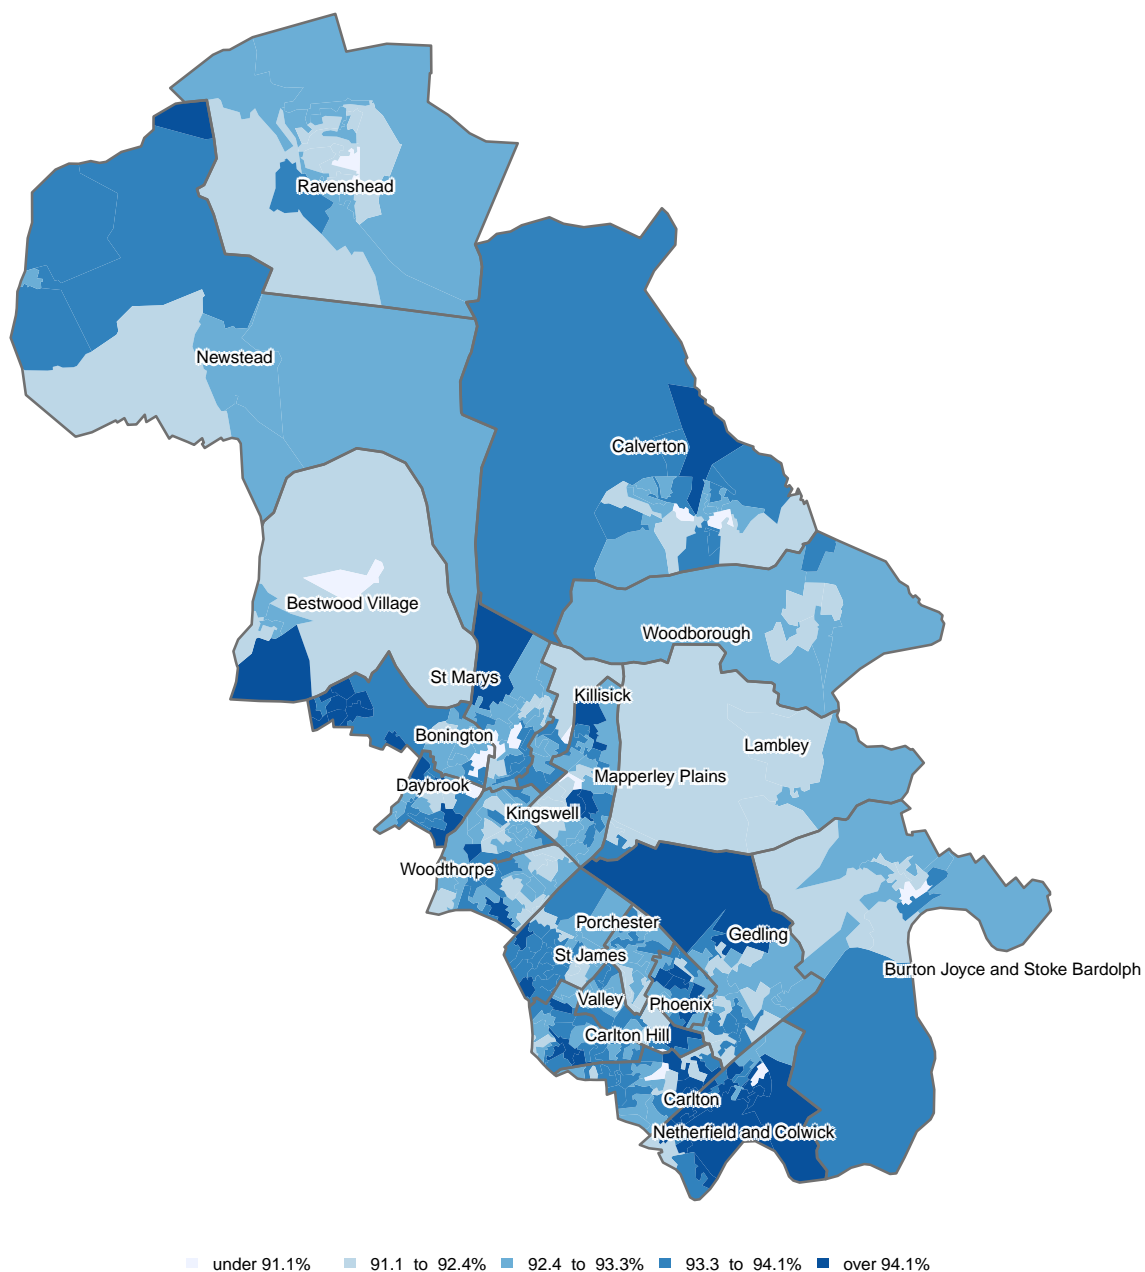 Ravenshead
Newstead
Calverton
Bestwood Village
Woodborough
St Marys
Killisick
Bonington
Lambley
Mapperley Plains
Daybrook
Kingswell
Woodthorpe
Porchester
Gedling
St James
Burton Joyce and Stoke Bardolph
Valley
Phoenix
Carlton Hill
Carlton
Netherfield and Colwick
under 91.1% 91.1 to 92.4% 92.4 to 93.3% 93.3 to 94.1% over 94.1%